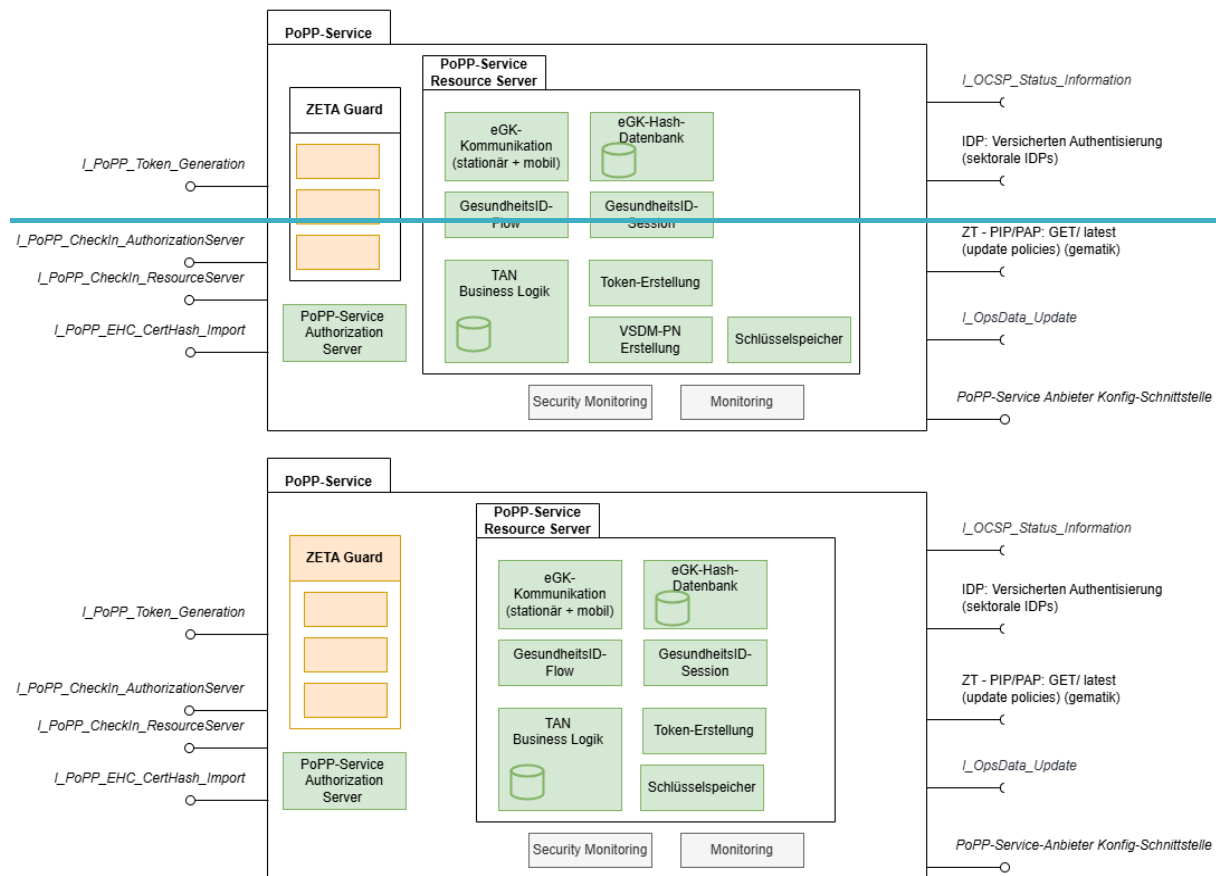 PoPP-Service
PoPP-Service
Resource Server
ZETA Guard
eGK-
Kommunikation
(stationär + mobil)
eGK-Hash-
Datenbank
GesundheitsID-
Flow
GesundheitsID-
Session
TAN
Business Logik
Token-Erstellung
VSDM-PN
Erstellung
Schlüsselspeicher
PoPP-Service
Authorization
Server
Security Monitoring
Monitoring
I_PoPP_Token_Generation
I_PoPP_CheckIn_AuthorizationServer
I_PoPP_CheckIn_ResourceServer
I_PoPP_EHC_CertHash_Import
I_OCSP_Status_Information
IDP: Versicherten Authentisierung
(sektorale IDPs)
ZT - PIP/PAP: GET/ latest
(update policies) (gematik)
I_OpsData_Update
PoPP-Service Anbieter Konfig-Schnittstelle
PoPP-Service
PoPP-Service
Resource Server
ZETA Guard
eGK-
Kommunikation
(stationär + mobil)
eGK-Hash-
Datenbank
GesundheitsID-
Flow
GesundheitsID-
Session
TAN
Business Logik
Token-Erstellung
Schlüsselspeicher
PoPP-Service
Authorization
Server
Security Monitoring
Monitoring
I_PoPP_Token_Generation
I_PoPP_CheckIn_AuthorizationServer
I_PoPP_CheckIn_ResourceServer
I_PoPP_EHC_CertHash_Import
I_OCSP_Status_Information
IDP: Versicherten Authentisierung
(sektorale IDPs)
ZT - PIP/PAP: GET/ latest
(update policies) (gematik)
I_OpsData_Update
PoPP-Service-Anbieter Konfig-Schnittstelle